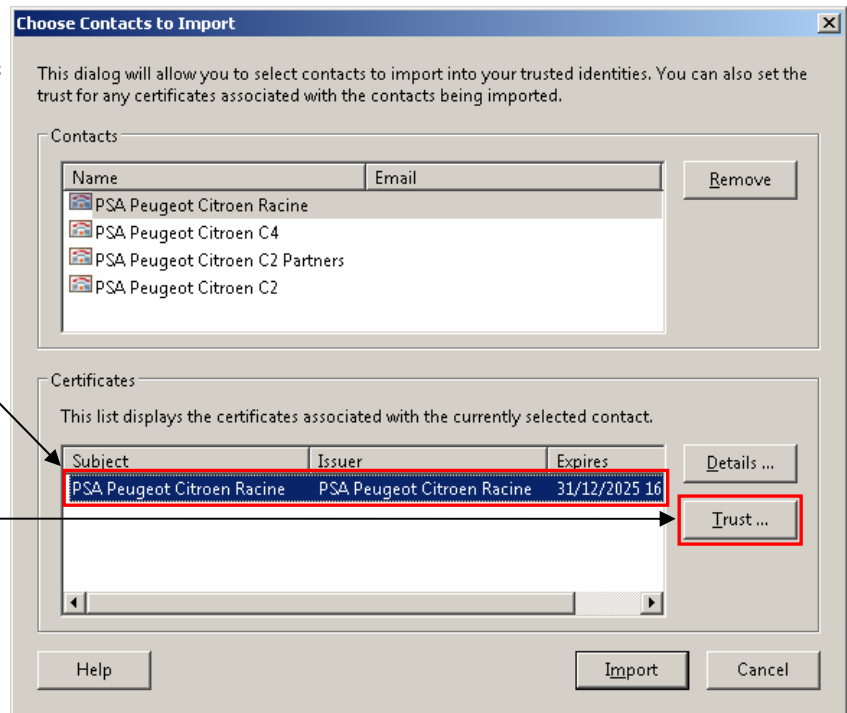 Choose Contacts to Import
This dialog will allow you to select contacts to import into your trusted identities. You can also set the
trust for any certificates associated with the contacts being imported.
Contacts
Name Email
Remove
PSA Peugeot Citroen Racine
PSA Peugeot Citroen C4
PSA Peugeot Citroen C2 Partners
PSA Peugeot Citroen C2
Certificates
This list displays the certificates associated with the currently selected contact.
Subject Issuer Expires
Details ...
PSA Peugeot Citroen Racine PSA Peugeot Citroen Racine 31/12/2025 16
Trust ...
Help Import Cancel